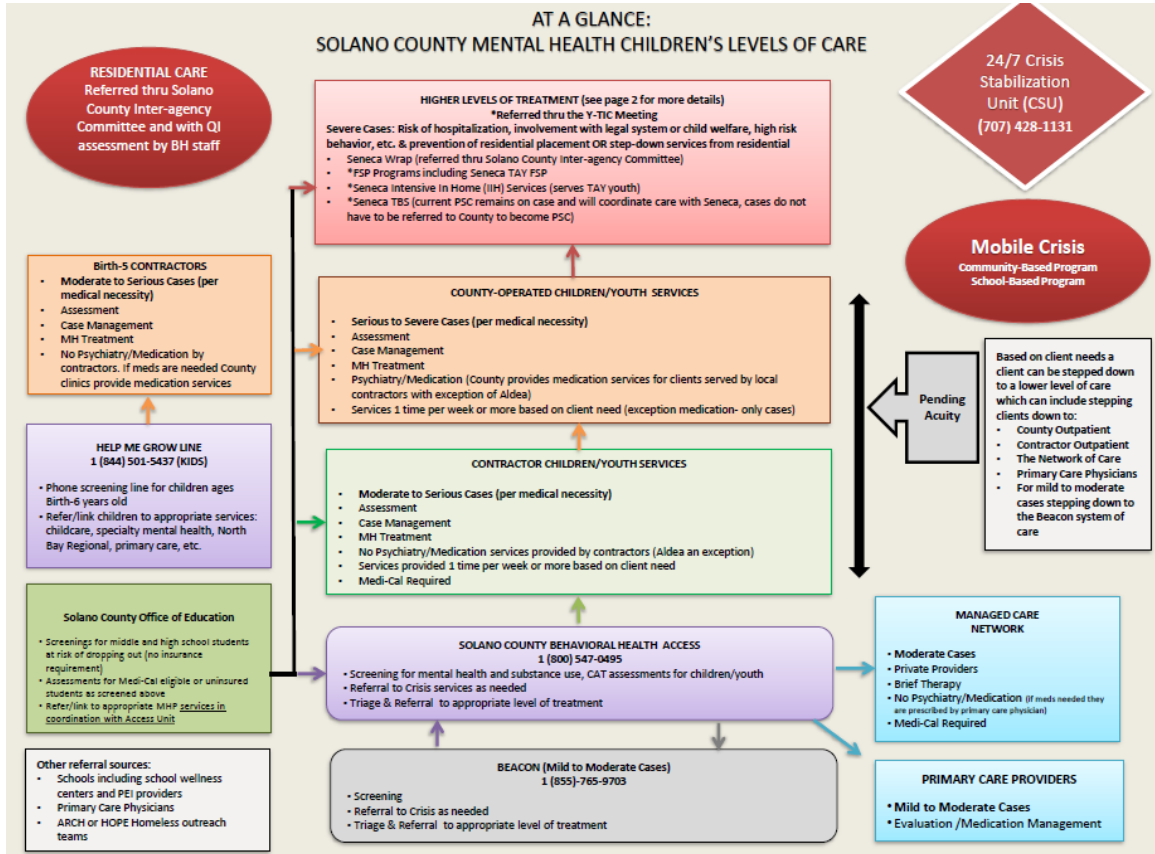 AT A GLANCE:
SOLANO COUNTY MENTAL HEALTH CHILDREN'S LEVELS OF CARE
RESIDENTIAL CARE
Referred thru Solano
County Inter-agency
Committee and with QI
assessment by BH staff
HIGHER LEVELS OF TREATMENT (see page 2 for more details)
*Referred thru the Y-TIC Meeting
Severe Cases: Risk of hospitalization, involvement with legal system or child welfare, high risk
behavior, etc. & prevention of residential placement OR step-down services from residential
• Seneca Wrap (referred thru Solano County Inter-agency Committee)
• *FSP Programs including Seneca TAY FSP
• *Seneca Intensive In Home (IIH) Services (serves TAY youth)
• *Seneca TBS (current PSC remains on case and will coordinate care with Seneca, cases do not
have to be referred to County to become PSC)
24/7 Crisis
Stabilization
Unit (CSU)
(707) 428-1131
Mobile Crisis
Community-Based Program
School-Based Program
Birth-5 CONTRACTORS
• Moderate to Serious Cases (per
medical necessity)
• Assessment
• Case Management
• MH Treatment
• No Psychiatry/Medication by
contractors. If meds are needed County
clinics provide medication services
COUNTY-OPERATED CHILDREN/YOUTH SERVICES
• Serious to Severe Cases (per medical necessity)
• Assessment
• Case Management
• MH Treatment
• Psychiatry/Medication (County provides medication services for clients served by local
contractors with exception of Aldea)
• Services 1 time per week or more based on client need (exception medication- only cases)
Pending
Acuity
Based on client needs a
client can be stepped down
to a lower level of care
which can include stepping
clients down to:
• County Outpatient
• Contractor Outpatient
• The Network of Care
• Primary Care Physicians
• For mild to moderate
cases stepping down to
the Beacon system of
care
HELP ME GROW LINE
1 (844) 501-5437 (KIDS)
• Phone screening line for children ages
Birth-6 years old
• Refer/link children to appropriate services:
childcare, specialty mental health, North
Bay Regional, primary care, etc.
CONTRACTOR CHILDREN/YOUTH SERVICES
• Moderate to Serious Cases (per medical necessity)
• Assessment
• Case Management
• MH Treatment
• No Psychiatry/Medication services provided by contractors (Aldea an exception)
• Services provided 1 time per week or more based on client need
• Medi-Cal Required
Solano County Office of Education
• Screenings for middle and high school students
at risk of dropping out (no insurance
requirement)
• Assessments for Medi-Cal eligible or uninsured
students as screened above
• Refer/link to appropriate MHP services in
coordination with Access Unit
SOLANO COUNTY BEHAVIORAL HEALTH ACCESS
1 (800) 547-0495
• Screening for mental health and substance use, CAT assessments for children/youth
• Referral to Crisis services as needed
• Triage & Referral to appropriate level of treatment
MANAGED CARE
NETWORK
• Moderate Cases
• Private Providers
• Brief Therapy
• No Psychiatry/Medication (if meds needed they
are prescribed by primary care physician)
• Medi-Cal Required
Other referral sources:
• Schools including school wellness
centers and PEI providers
• Primary Care Physicians
• ARCH or HOPE Homeless outreach
teams
BEACON (Mild to Moderate Cases)
1 (855)-765-9703
• Screening
• Referral to Crisis as needed
• Triage & Referral to appropriate level of treatment
PRIMARY CARE PROVIDERS
• Mild to Moderate Cases
• Evaluation /Medication Management